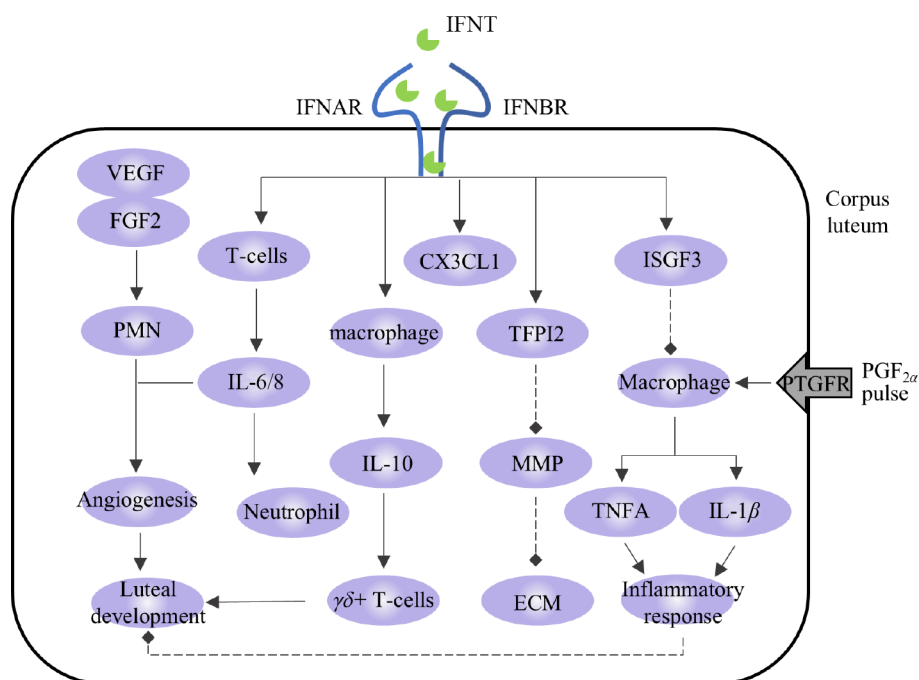 IFNT
IFNAR
IFNBR
VEGF
FGF2
Corpus
luteum
T-cells
CX3CL1
ISGF3
PMN
macrophage
TFPI2
IL-6/8
Macrophage
PTGFR
PGF2α
pulse
IL-10
MMP
Angiogenesis
Neutrophil
TNFA
IL-1β
Luteal
development
γδ+ T-cells
ECM
Inflammatory
response